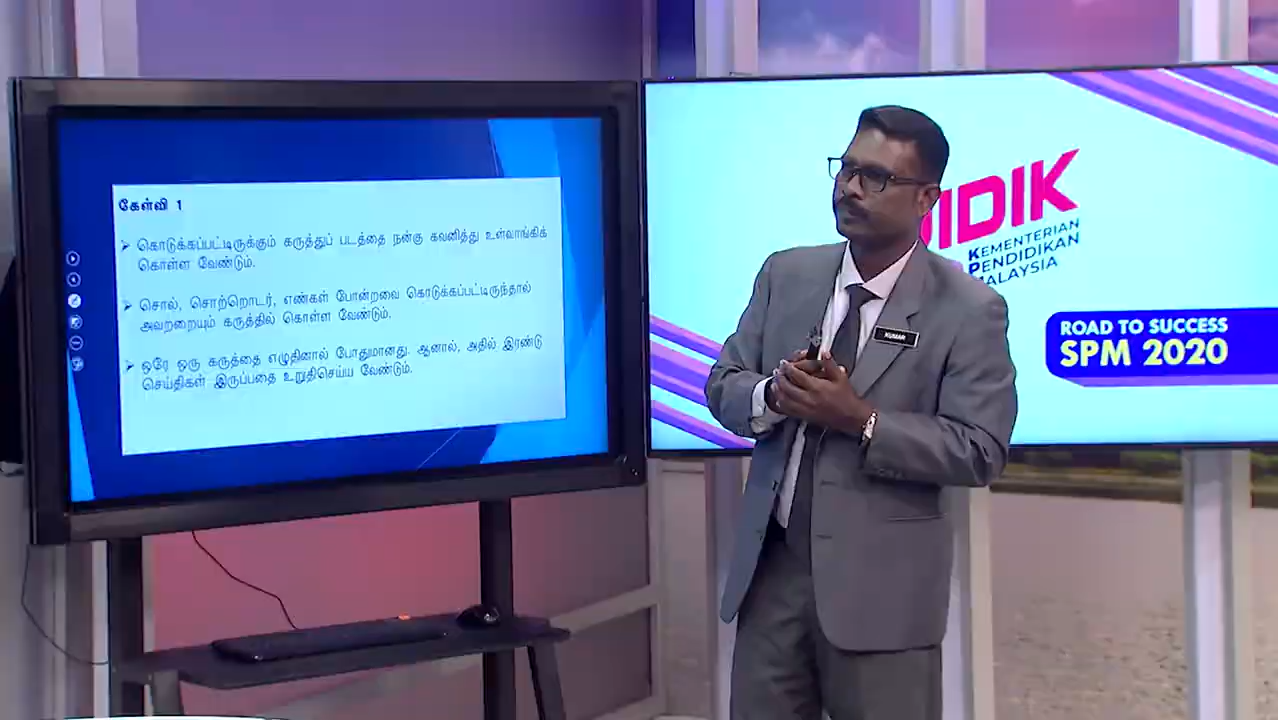 கேள்வி 1
கொடுக்கப்பட்டிருக்கும் கருத்துப் படத்தை நன்கு கவனித்து உள்வாங்கிக்
கொள்ள வேண்டும்.
சொல், சொற்றொடர், எண்கள் போன்றவை கொடுக்கப்பட்டிருந்தால்
அவற்றையும் கருத்தில் கொள்ள வேண்டும்.
ஒரே ஒரு கருத்தை எழுதினால் போதுமானது. ஆனால், அதில் இரண்டு
செய்திகள் இருப்பதை உறுதிசெய்ய வேண்டும்.
KUMAR
IDIK
KEMENTERIAN
PENDIDIKAN
MALAYSIA
ROAD TO SUCCESS
SPM 2020